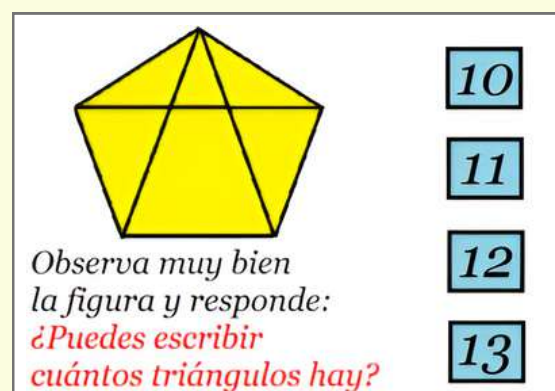 10
11
12
13
Observa muy bien
la figura y responde:
¿Puedes escribir
cuántos triángulos hay?